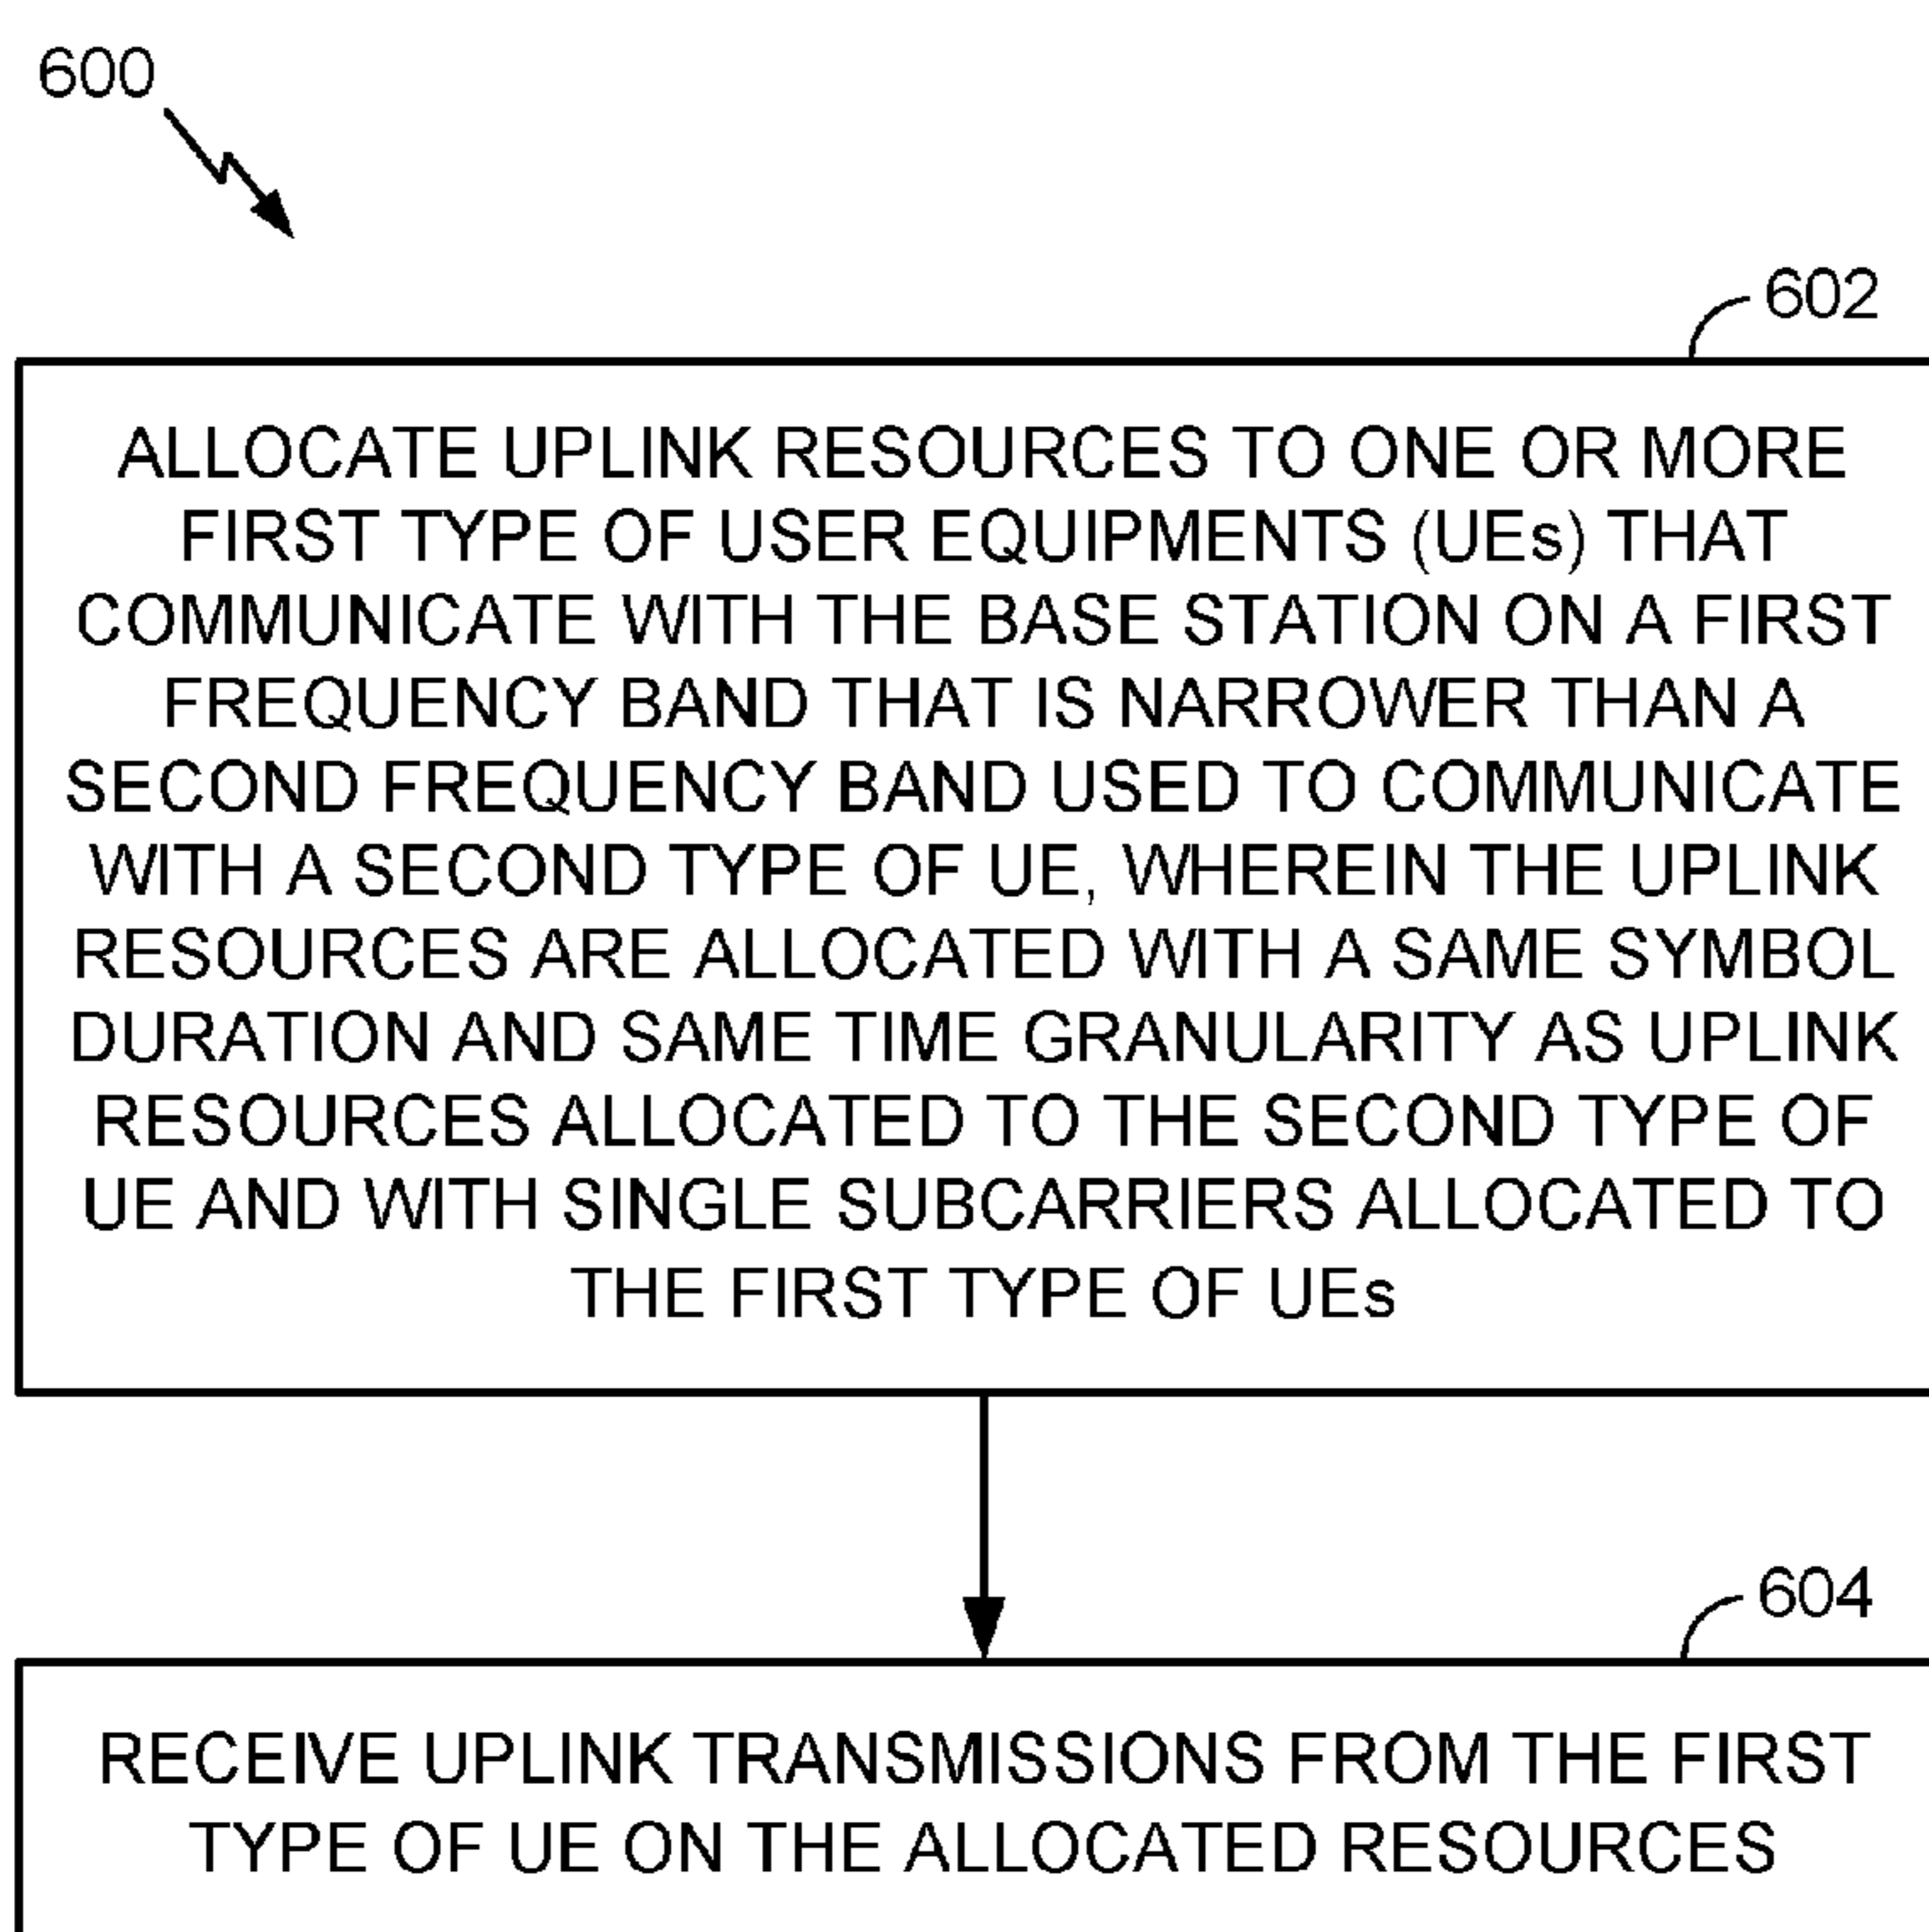 600
602
ALLOCATE UPLINK RESOURCES TO ONE OR MORE
FIRST TYPE OF USER EQUIPMENTS (UEs) THAT
COMMUNICATE WITH THE BASE STATION ON A FIRST
FREQUENCY BAND THAT IS NARROWER THAN A
SECOND FREQUENCY BAND USED TO COMMUNICATE
WITH A SECOND TYPE OF UE, WHEREIN THE UPLINK
RESOURCES ARE ALLOCATED WITH A SAME SYMBOL
DURATION AND SAME TIME GRANULARITY AS UPLINK
RESOURCES ALLOCATED TO THE SECOND TYPE OF
UE AND WITH SINGLE SUBCARRIERS ALLOCATED TO
THE FIRST TYPE OF UEs
604
RECEIVE UPLINK TRANSMISSIONS FROM THE FIRST
TYPE OF UE ON THE ALLOCATED RESOURCES